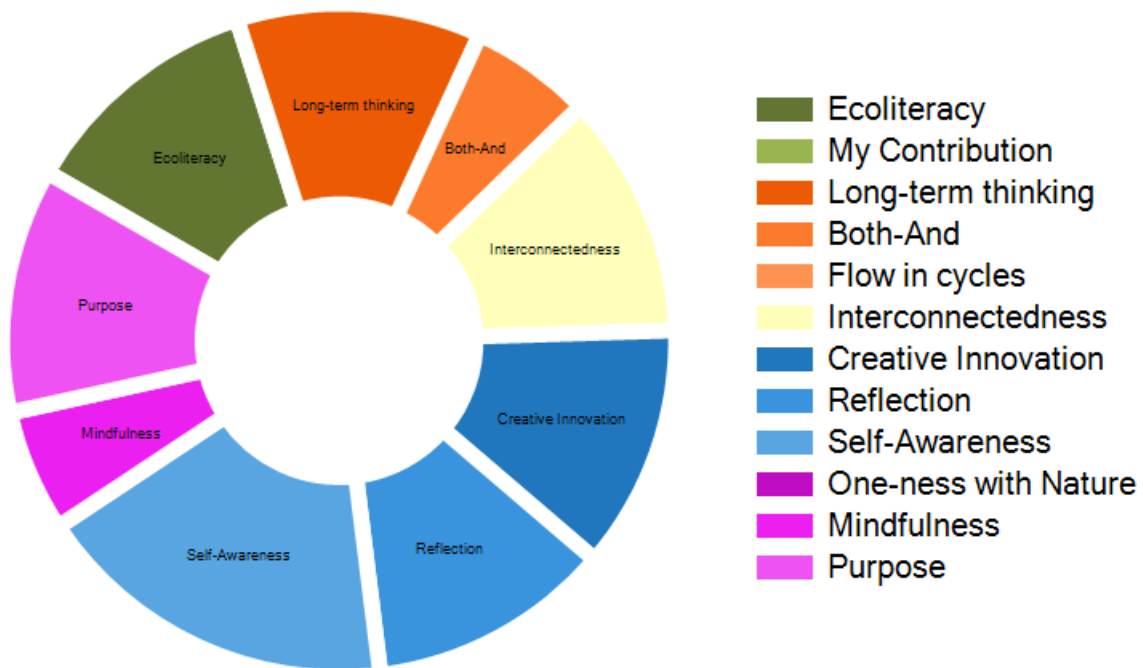 Long-term thinking
Both-And
Ecoliteracy
Interconnectedness
Purpose
Creative Innovation
Mindfulness
Reflection
Self-Awareness
Ecoliteracy
My Contribution
Long-term thinking
Both-And
Flow in cycles
Interconnectedness
Creative Innovation
Reflection
Self-Awareness
One-ness with Nature
Mindfulness
Purpose